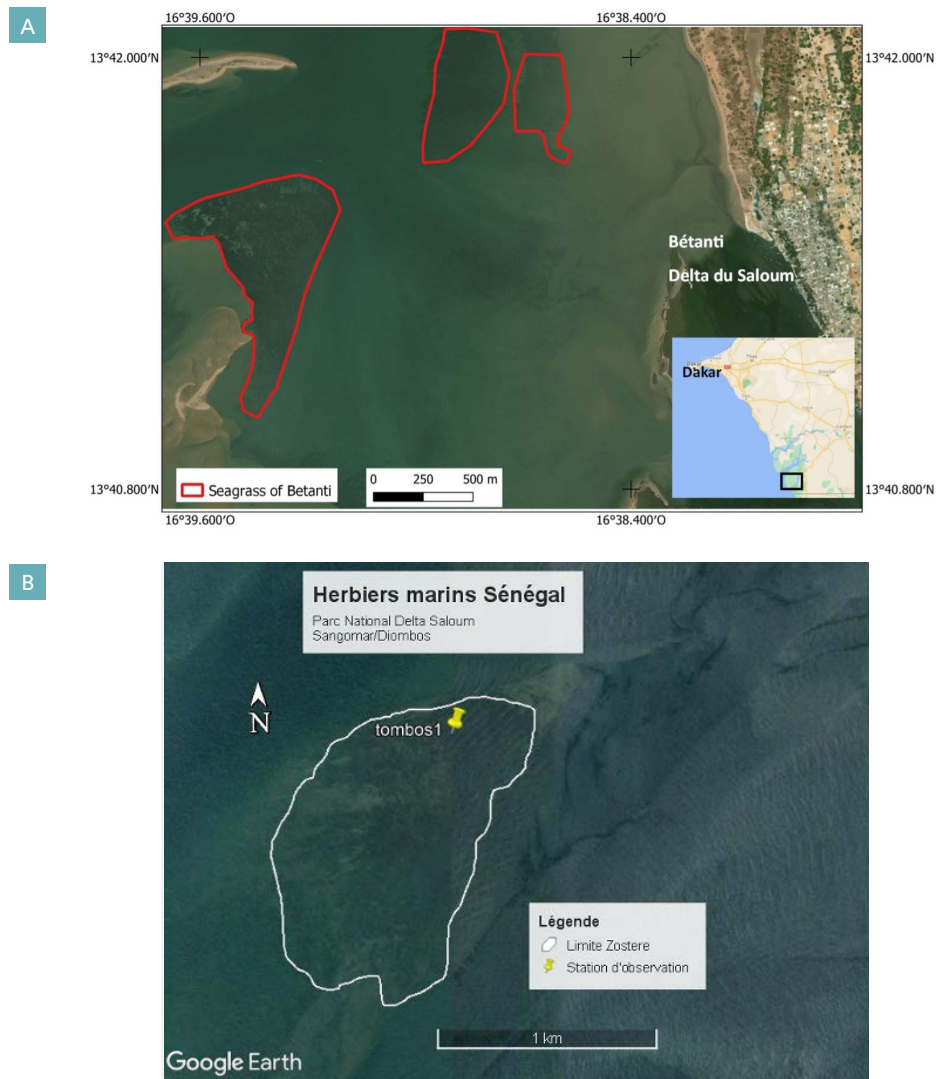 A
16°39.600′O
16°38.400′O
13°42.000′N
13°42.000′N
Bétanti
Delta du Saloum
Dakar
Seagrass of Betanti
0 250 500 m
13°40.800′N
13°40.800′N
16°39.600′O
16°38.400′O
B
Herbiers marins Sénégal
Parc National Delta Saloum
Sangomar/Diombos
N
tombos1
Légende
Limite Zostere
Station d'observation
1 km
Google Earth